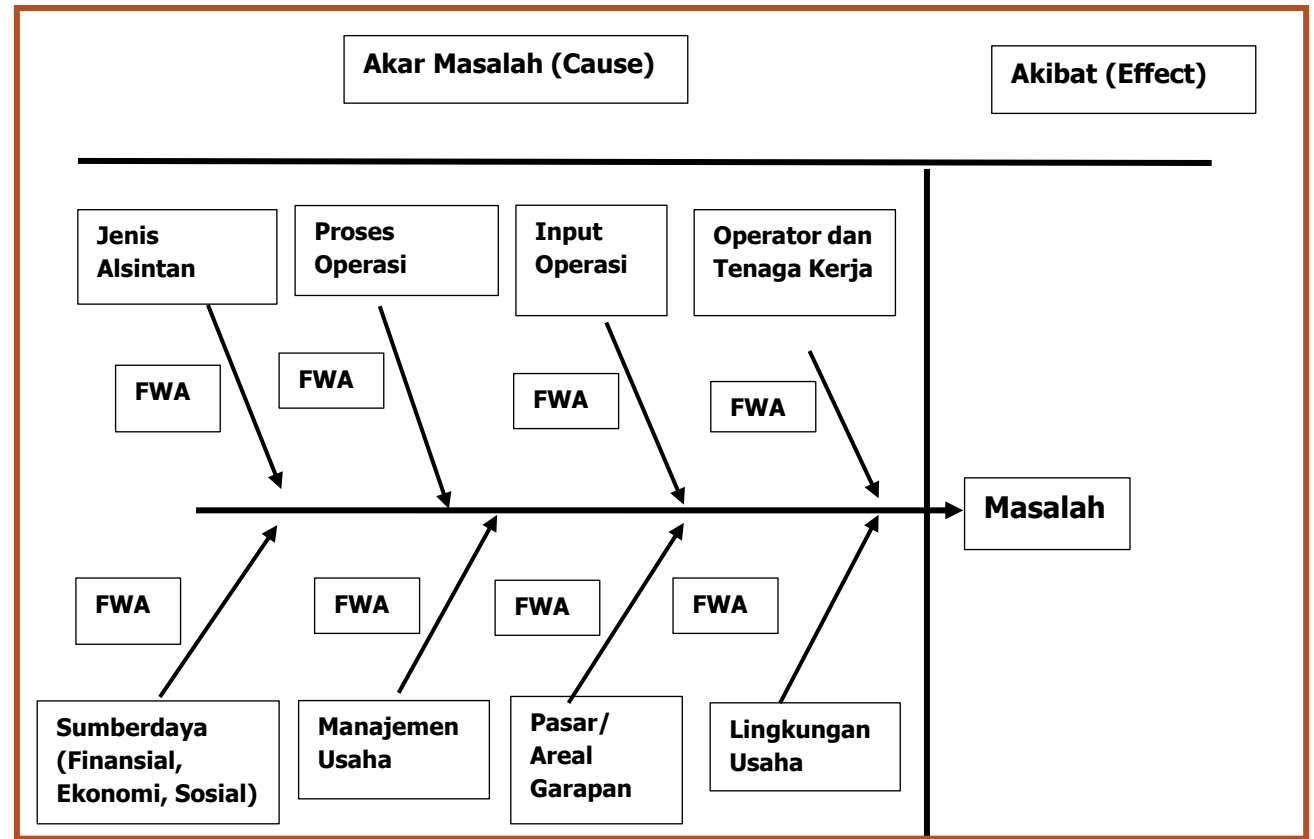 Akar Masalah (Cause)
Akibat (Effect)
Jenis
Alsintan
Proses
Operasi
Input
Operasi
Operator dan
Tenaga Kerja
FWA
FWA
FWA
FWA
Masalah
FWA
FWA
FWA
FWA
Sumberdaya
(Finansial,
Ekonomi, Sosial)
Manajemen
Usaha
Pasar/
Areal
Garapan
Lingkungan
Usaha